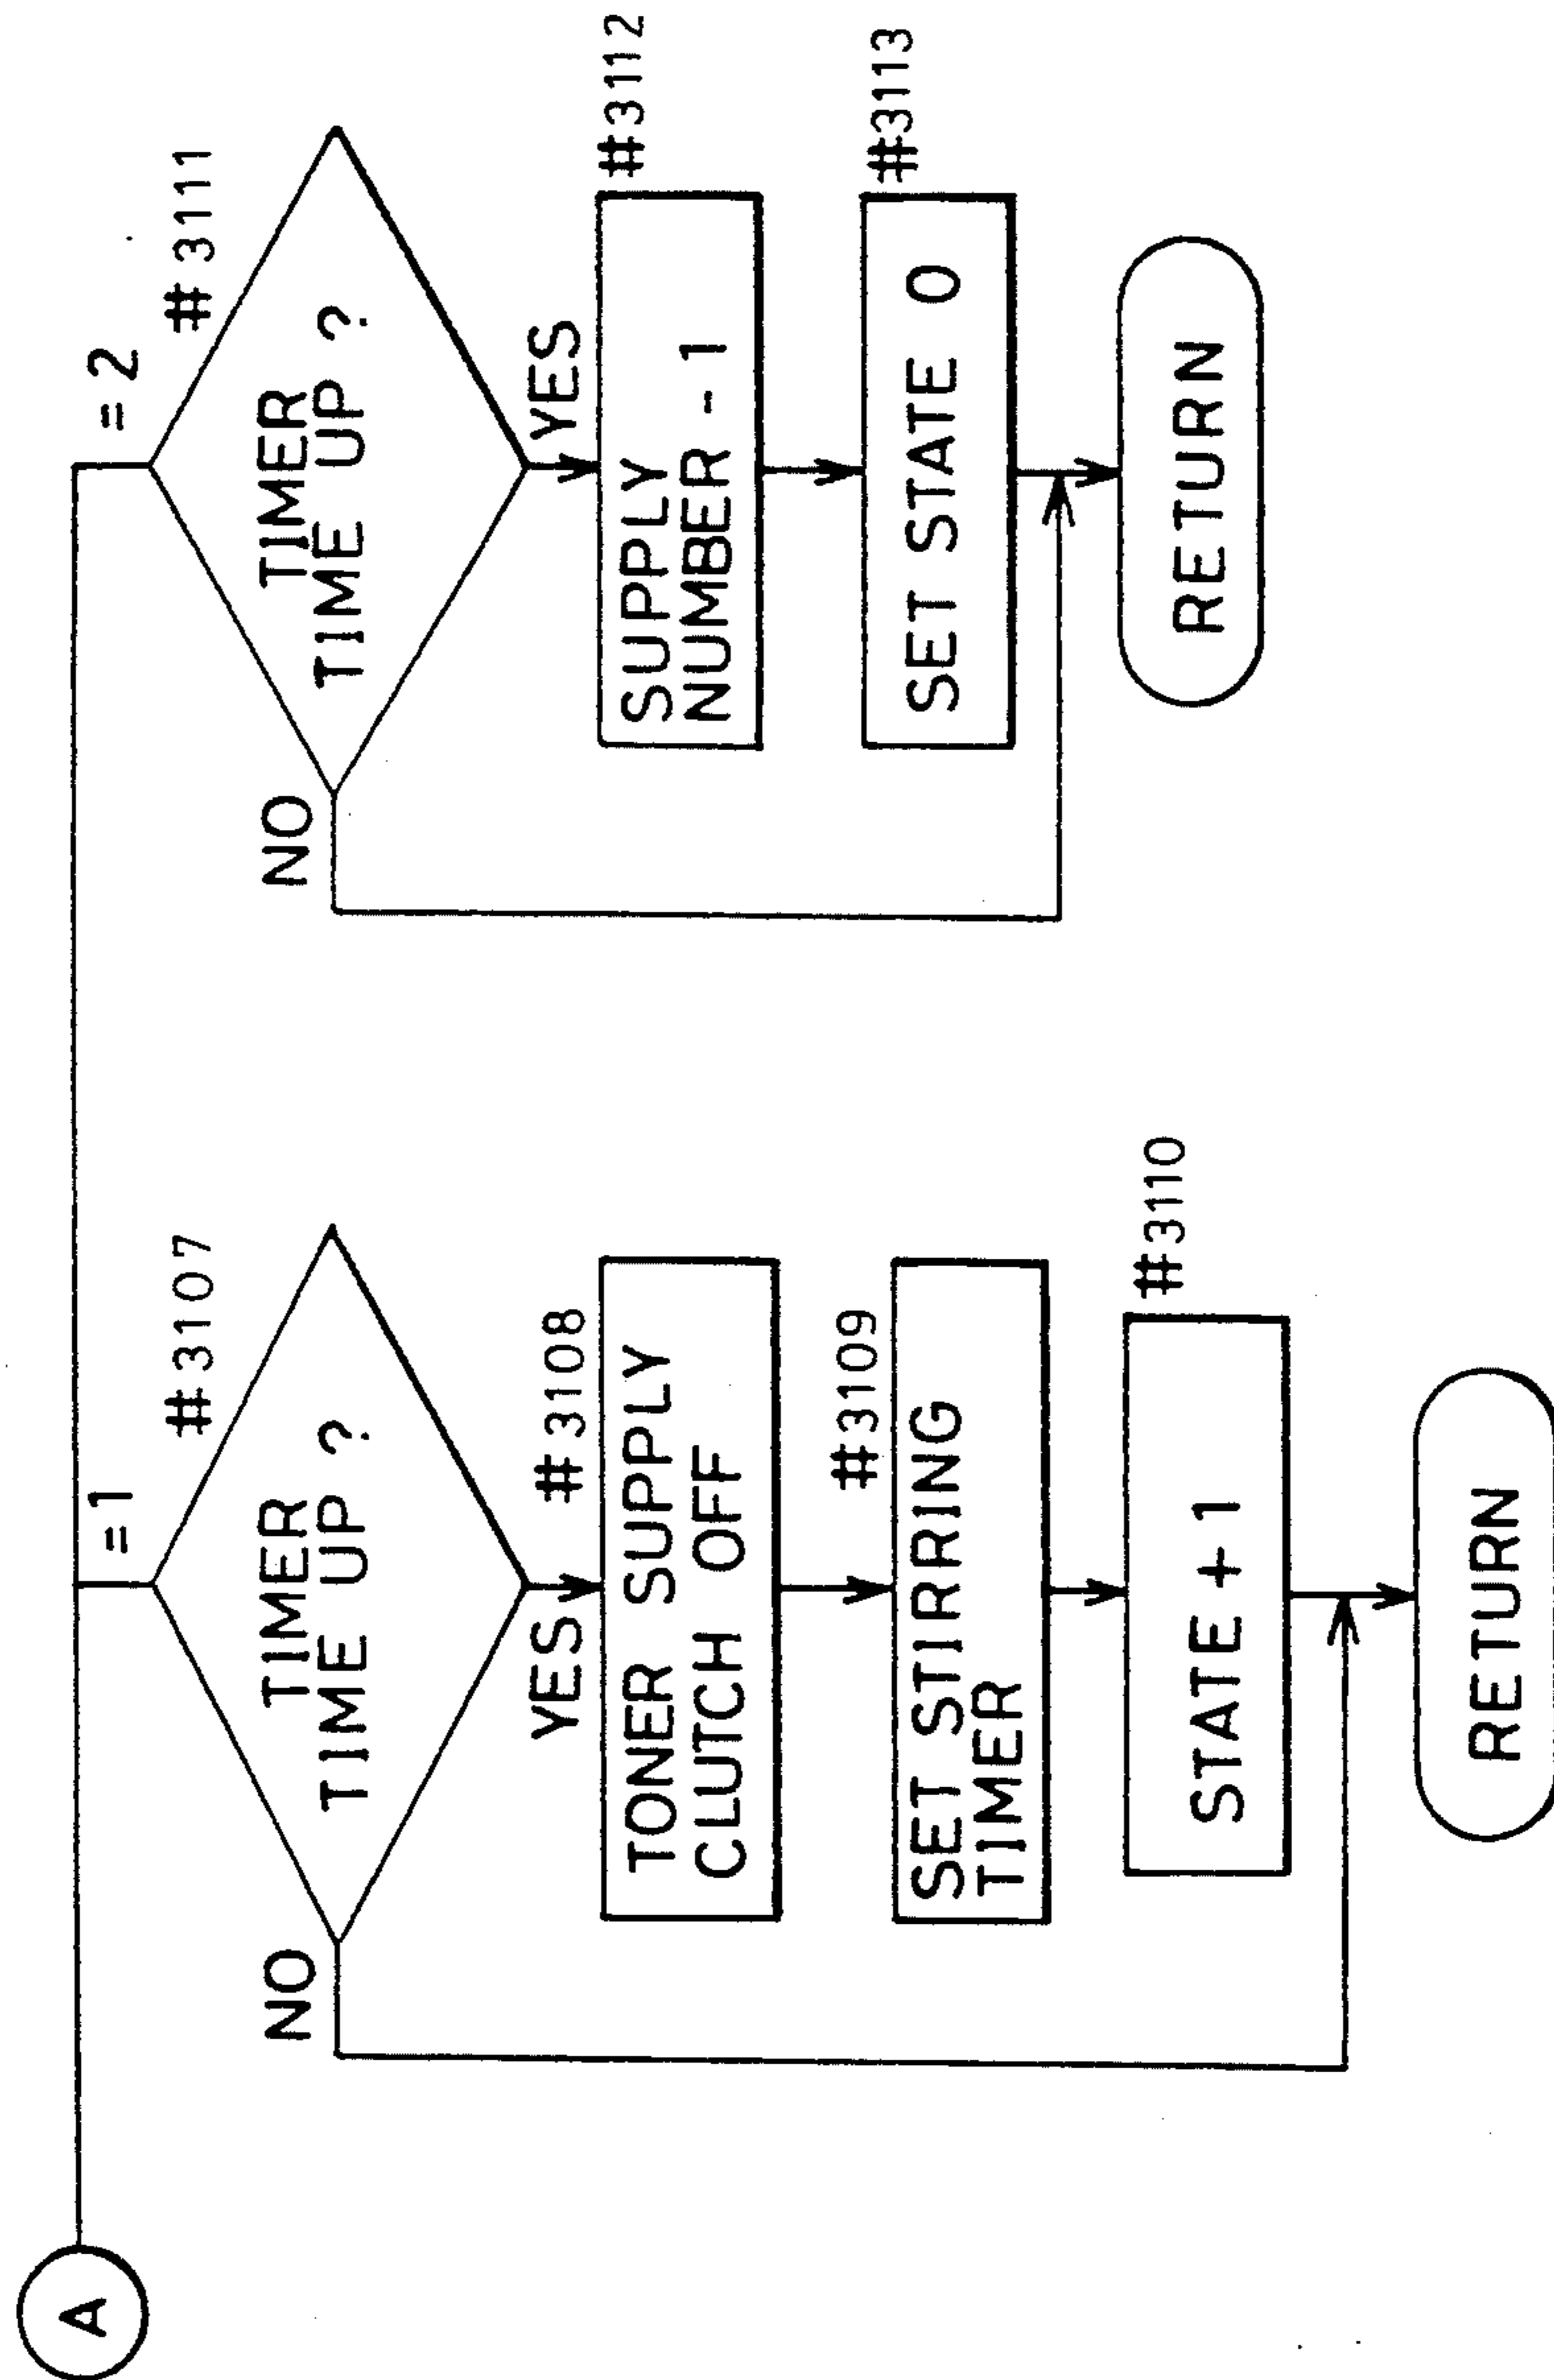 A
=1
#3107
TIMER
TIME UP ?
NO
YES
#3108
TONER SUPPLY
CLUTCH OFF
#3109
SET STIRRING
TIMER
#3110
STATE + 1
RETURN
=2
#3111
TIMER
TIME UP ?
NO
YES
#3112
SUPPLY
NUMBER - 1
#3113
SET STATE 0
RETURN